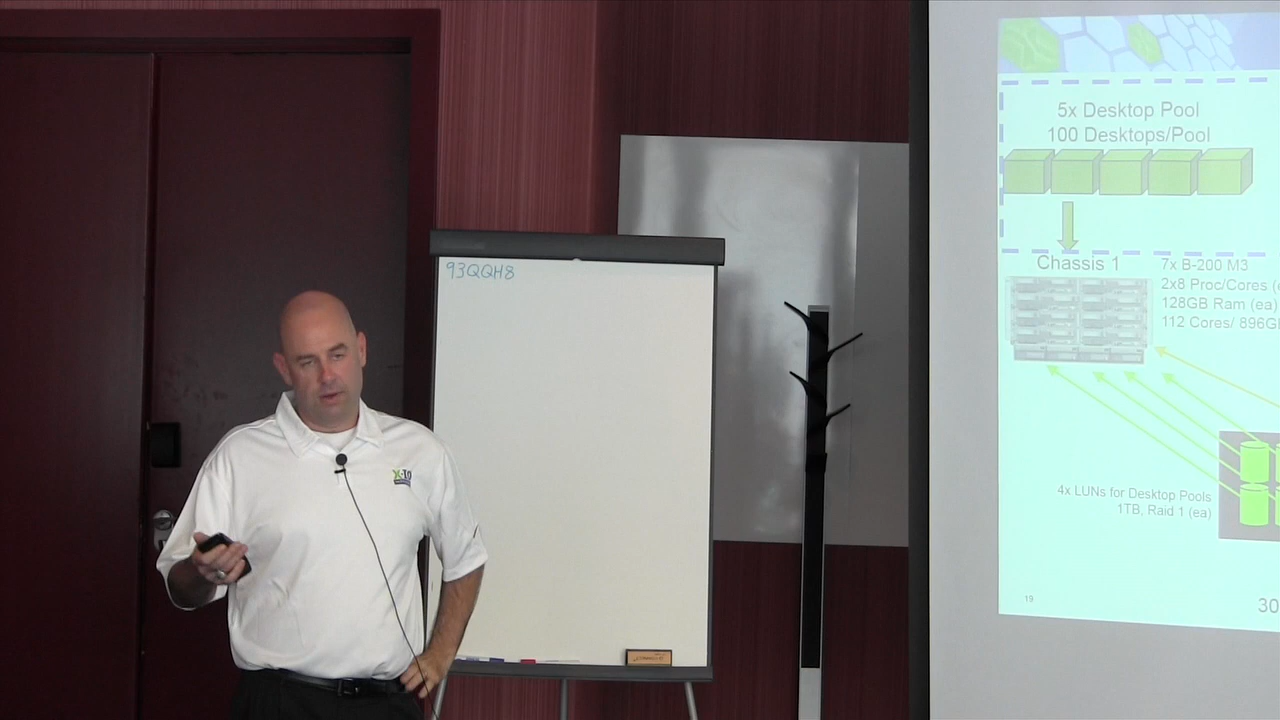 93QQH8
X-IO
5x Desktop Pool
100 Desktops/Pool
Chassis 1
7x B-200 M3
2x8 Proc/Cores (
128GB Ram (ea)
112 Cores/ 896G
4x LUNs for Desktop Pools
1TB, Raid 1 (ea)
19
30